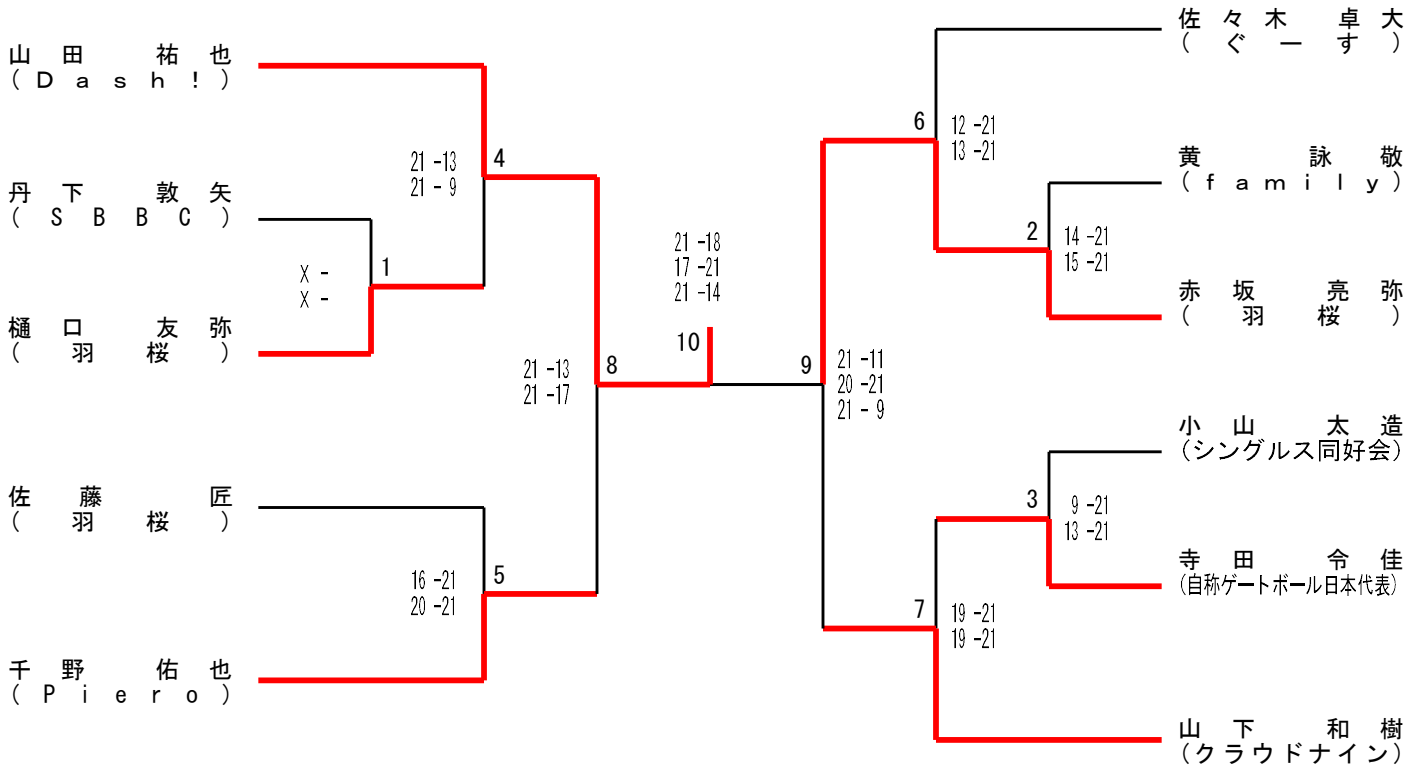 山田 祐也
(Dash!)
丹下 敦矢
(SBBC)
樋口 友弥
(羽桜)
佐藤 匠
(羽桜)
千野 佑也
(Piero)
4
21 -13
21 - 9
1
X -
X -
8
21 -13
21 -17
5
16 -21
20 -21
21 -18
17 -21
21 -14
10
9
21 -11
20 -21
21 - 9
6
12 -21
13 -21
2
14 -21
15 -21
3
9 -21
13 -21
7
19 -21
19 -21
佐々木 卓大
(ぐーす)
黄 詠敬
(family)
赤坂 亮弥
(羽桜)
小山 太造
(シングルス同好会)
寺田 令佳
(自称ゲートボール日本代表)
山下 和樹
(クラウドナイン)